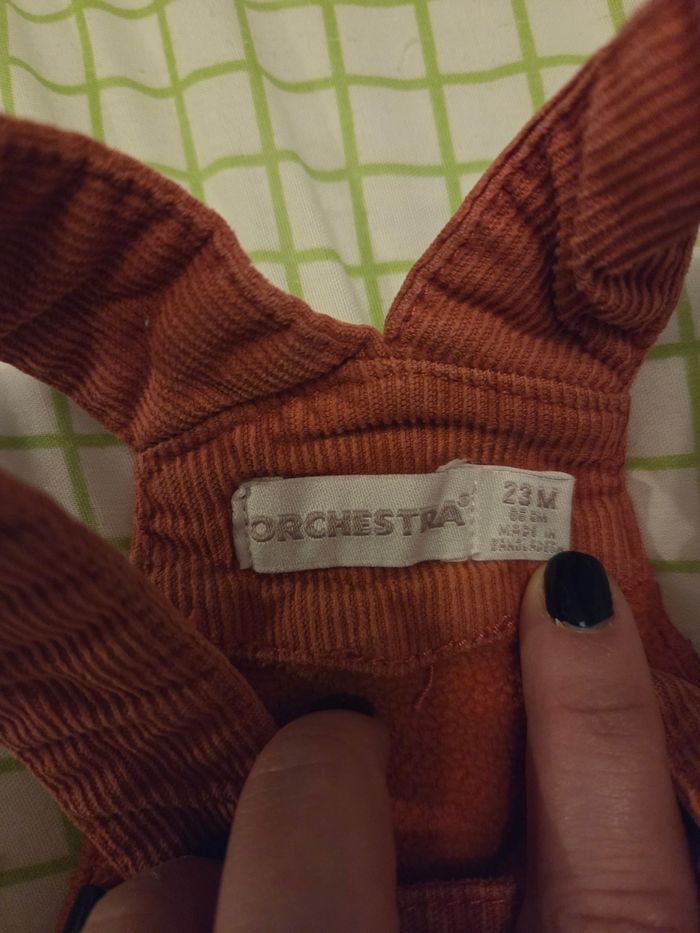 ORCHESTRA®
23 M
86 CM
MADE IN
BANGLADESH